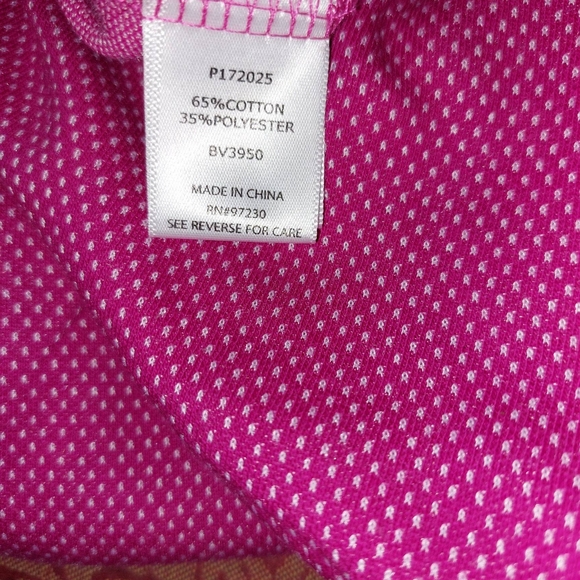 P172025
65%COTTON
35%POLYESTER
BV3950
MADE IN CHINA
RN#97230
SEE REVERSE FOR CARE